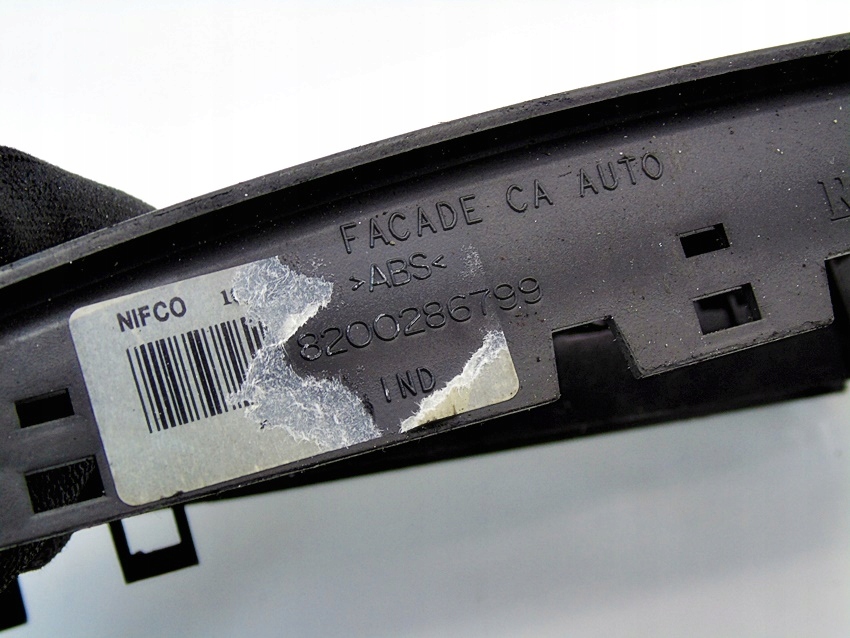 FACADE CA AUTO
>ABS<
8200286799
IND
NIFCO